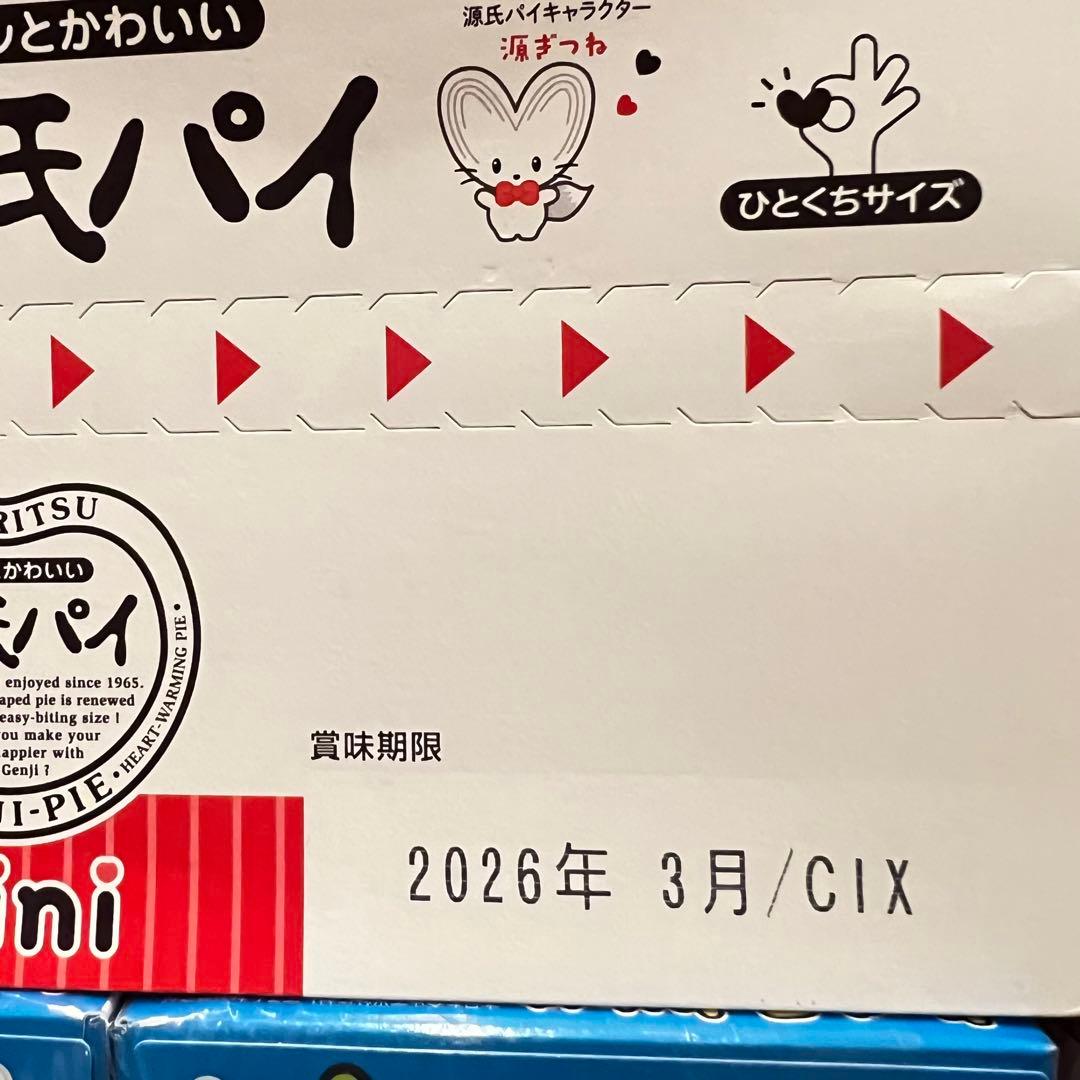 とかわいい
源氏パイキャラクター
源ぎつね
氏パイ
ひとくちサイズ
RITSU
かわいい
氏パイ
enjoyed since 1965.
aped pie is renewed
easy-biting size !
ou make your
appier with
Genji ?
HEART-WARMING PIE
JI-PIE
ini
賞味期限
2026年 3月/CIX